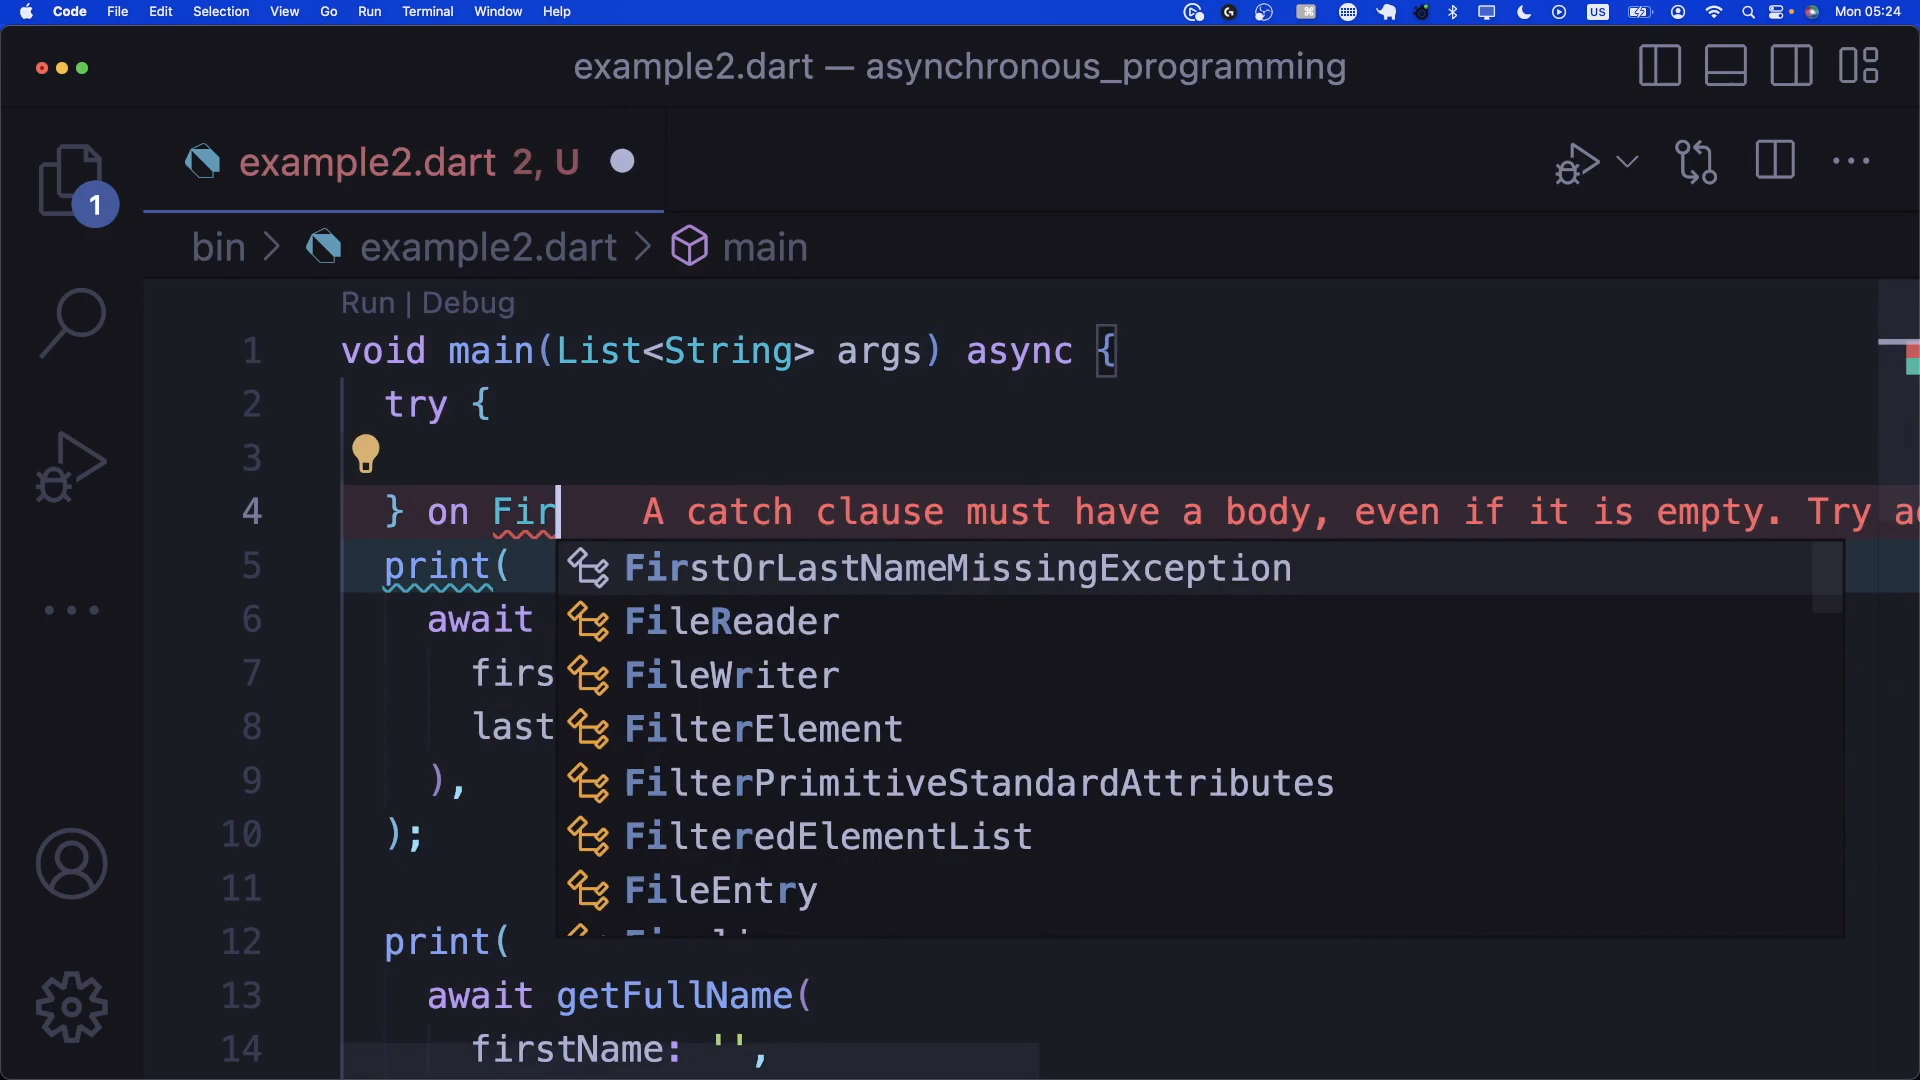 Code File Edit Selection View Go Run Terminal Window Help US Mon 05:24
example2.dart — asynchronous_programming
example2.dart 2, U
1
bin > example2.dart > main
Run | Debug
1 void main(List<String> args) async {
2 try {
3
4 } on Fir A catch clause must have a body, even if it is empty. Try a
5 print(
FirstOrLastNameMissingException
6 await
FileReader
7 firs
FileWriter
8 last
FilterElement
9 ),
FilterPrimitiveStandardAttributes
10 );
FilteredElementList
11
FileEntry
12 print(
13 await getFullName(
14 firstName: '',